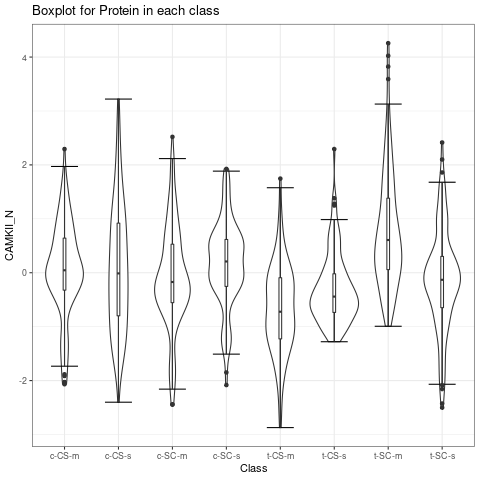 Boxplot for Protein in each class
CAMKII_N
4
2
0
-2
c-CS-m c-CS-s c-SC-m c-SC-s t-CS-m t-CS-s t-SC-m t-SC-s
Class